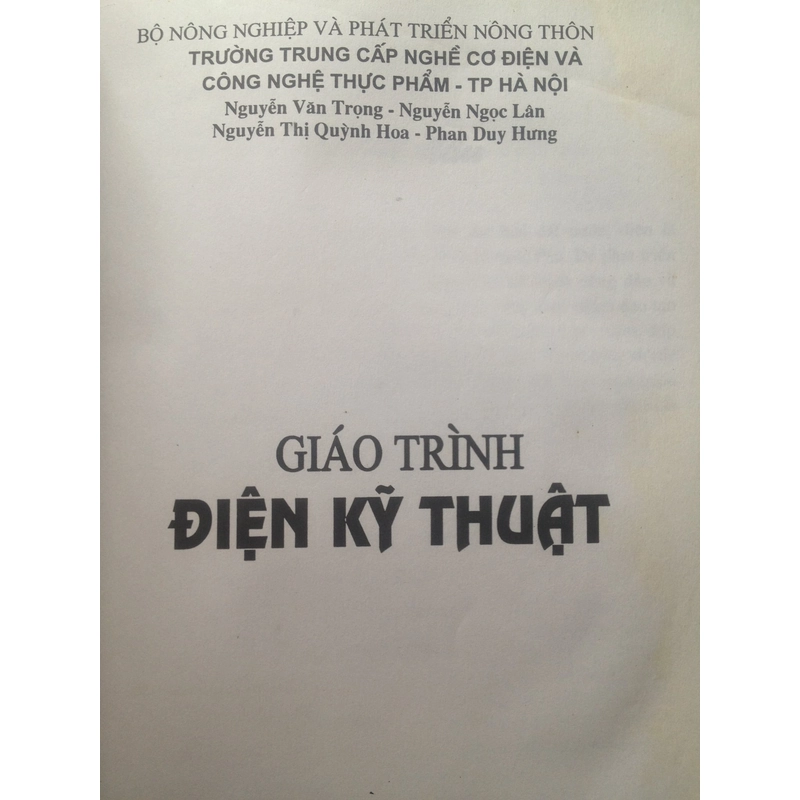 BỘ NÔNG NGHIỆP VÀ PHÁT TRIỂN NÔNG THÔN
TRƯỜNG TRUNG CẤP NGHỀ CƠ ĐIỆN VÀ
CÔNG NGHỆ THỰC PHẨM - TP HÀ NỘI
Nguyễn Văn Trọng - Nguyễn Ngọc Lân
Nguyễn Thị Quỳnh Hoa - Phan Duy Hưng
GIÁO TRÌNH
ĐIỆN KỸ THUẬT